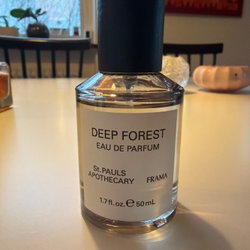 DEEP FOREST
EAU DE PARFUM
St. PAULS
APOTHECARY FRAMA
1.7 fl. oz. ℮ 50 mL